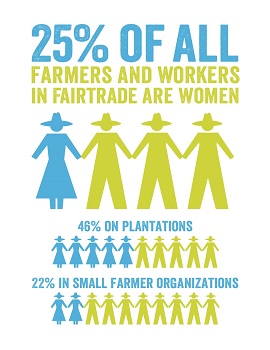 25% OF ALL
FARMERS AND WORKERS
IN FAIRTRADE ARE WOMEN
46% ON PLANTATIONS
22% IN SMALL FARMER ORGANIZATIONS